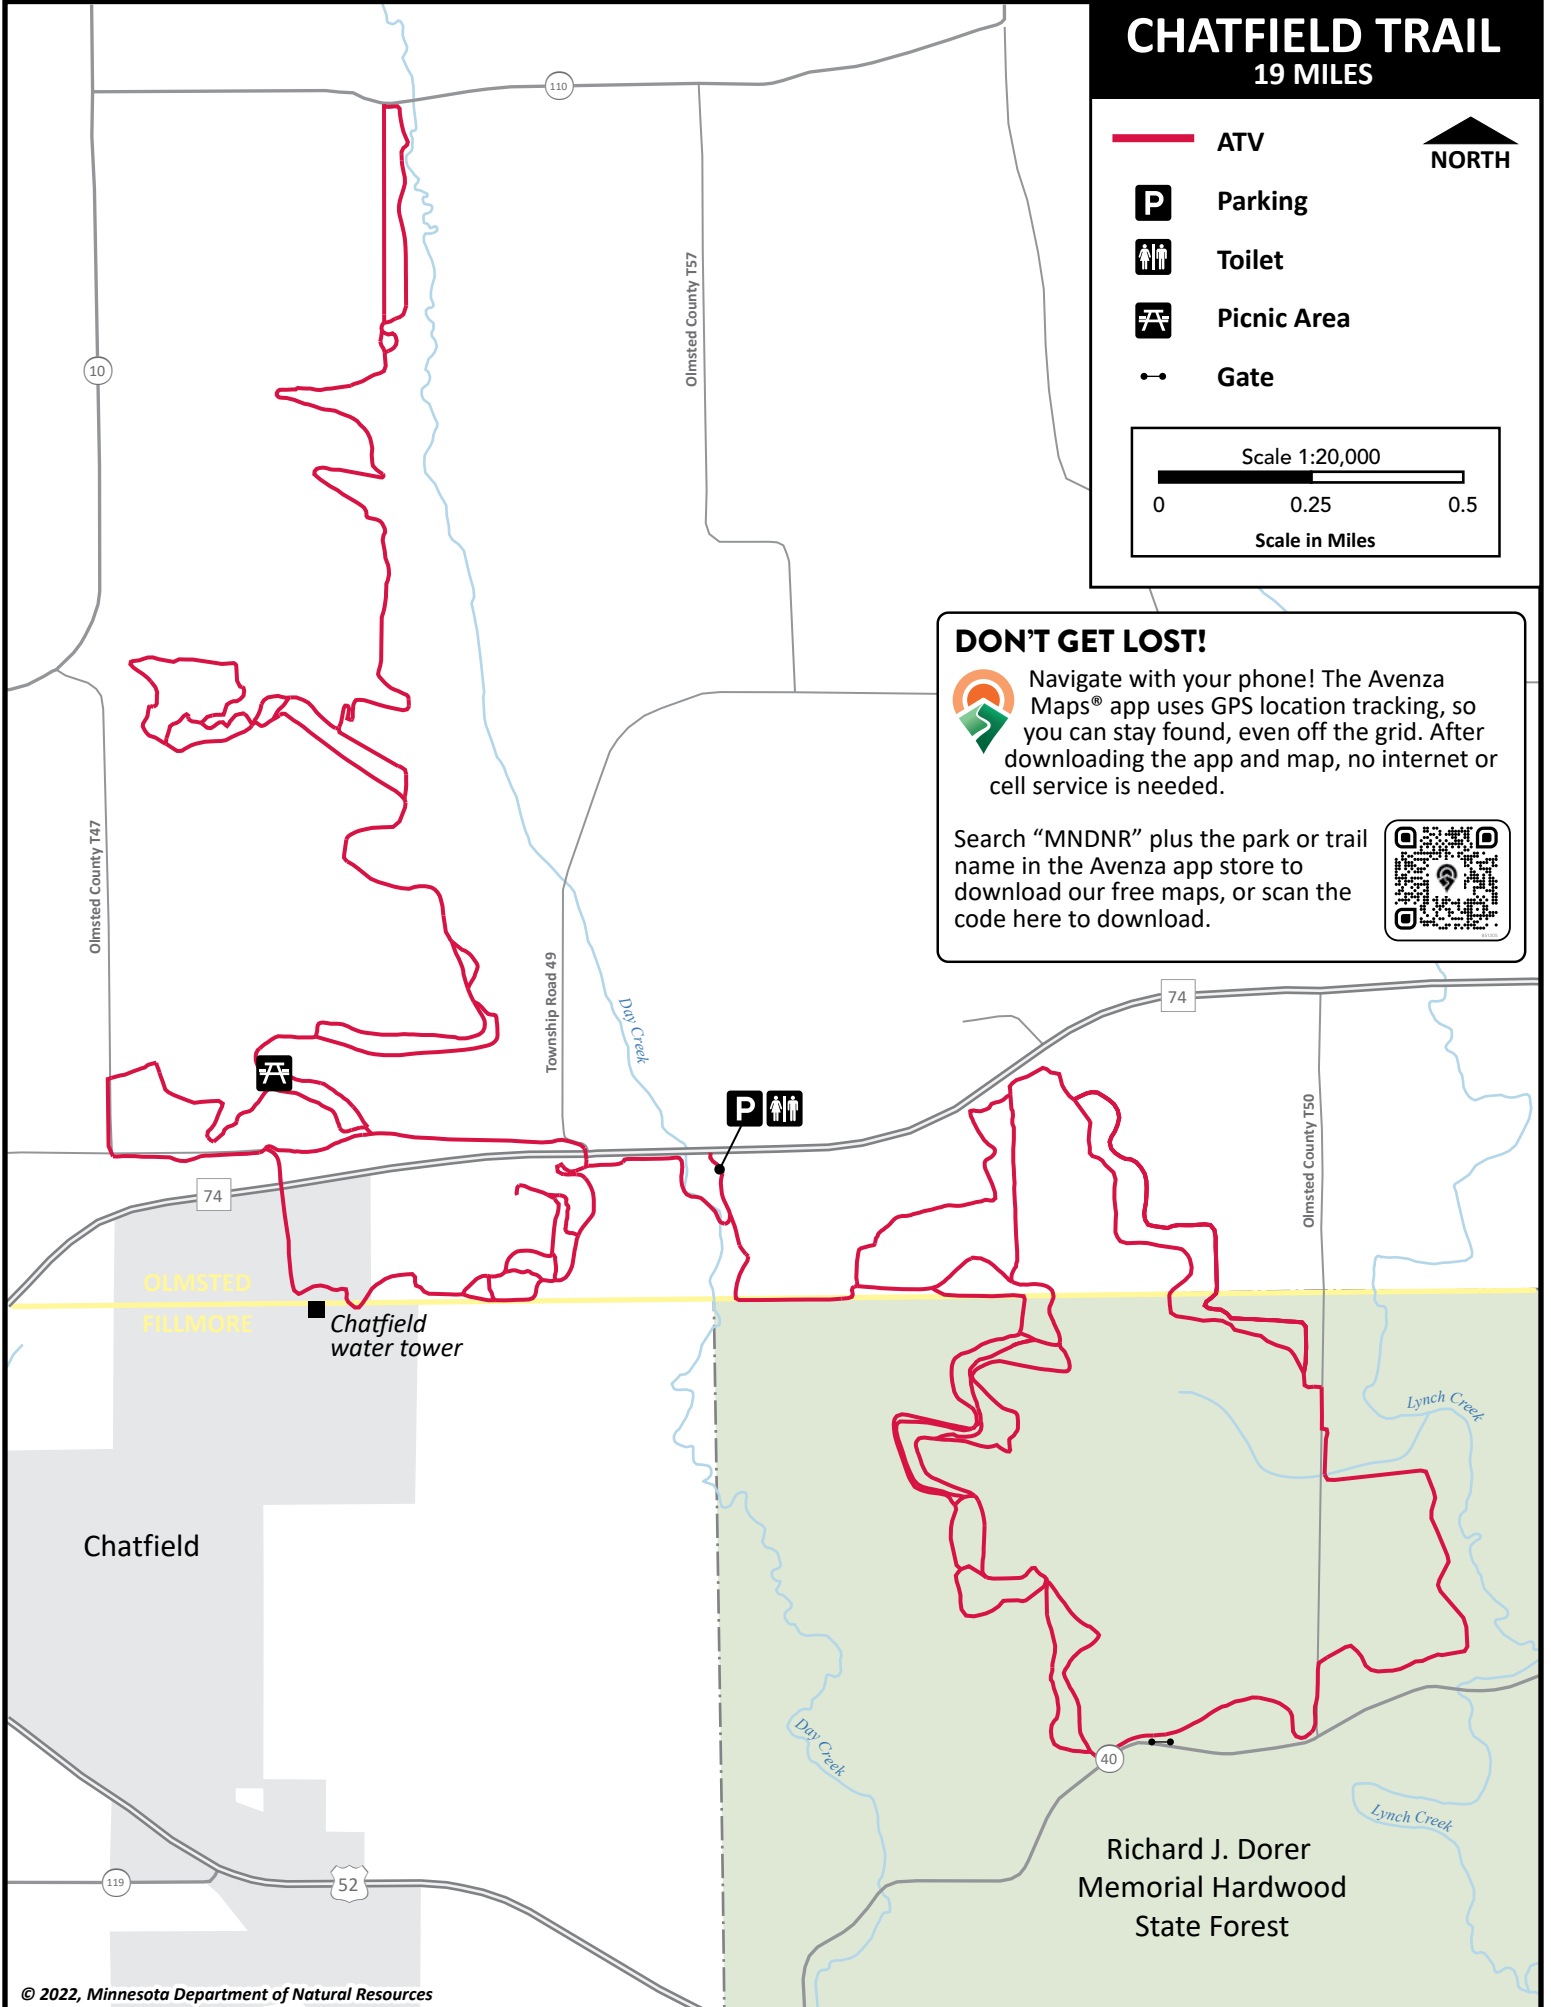 CHATFIELD TRAIL
19 MILES
ATV
NORTH
P
Parking
Toilet
Picnic Area
Gate
Scale 1:20,000
0 0.25 0.5
Scale in Miles
110
10
Olmsted County T57
DON'T GET LOST!
Navigate with your phone! The Avenza
Maps® app uses GPS location tracking, so
you can stay found, even off the grid. After
downloading the app and map, no internet or
cell service is needed.
Search “MNDNR” plus the park or trail
name in the Avenza app store to
download our free maps, or scan the
code here to download.
Olmsted County T47
Township Road 49
Day Creek
74
P
Olmsted County T50
74
OLMSTED
FILLMORE
Chatfield
water tower
Lynch Creek
Chatfield
Day Creek
40
Lynch Creek
Richard J. Dorer
Memorial Hardwood
State Forest
119
52
© 2022, Minnesota Department of Natural Resources